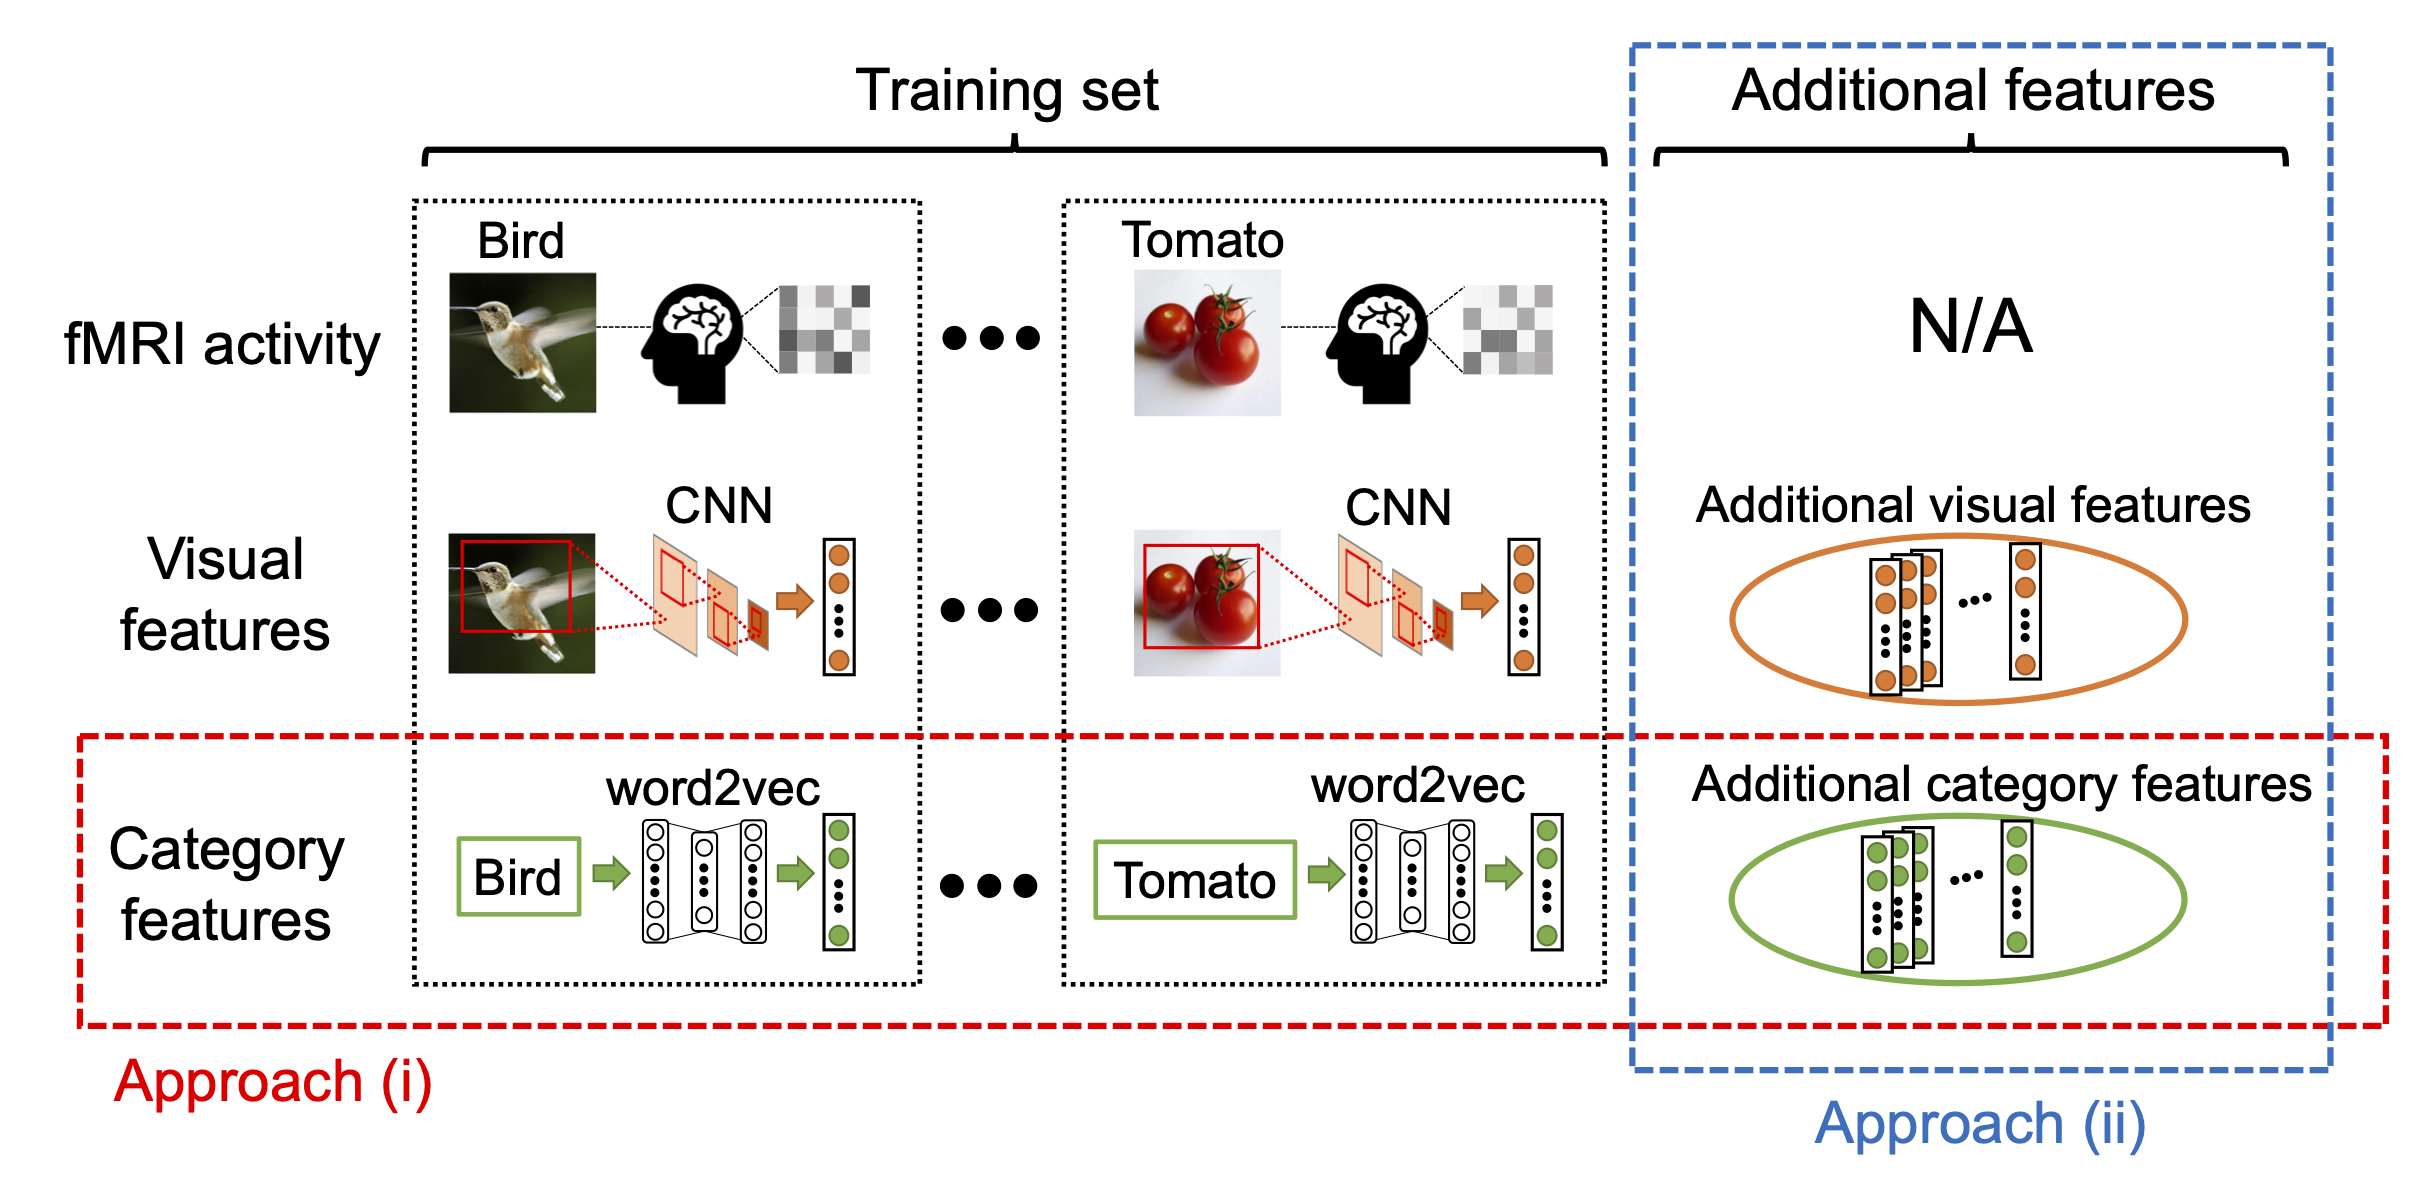 Training set
Additional features
Bird
Tomato
fMRI activity
N/A
CNN
CNN
Additional visual features
Visual
features
word2vec
word2vec
Additional category features
Category
features
Bird
Tomato
Approach (i)
Approach (ii)